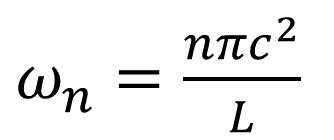 ωₙ = nπc²/L